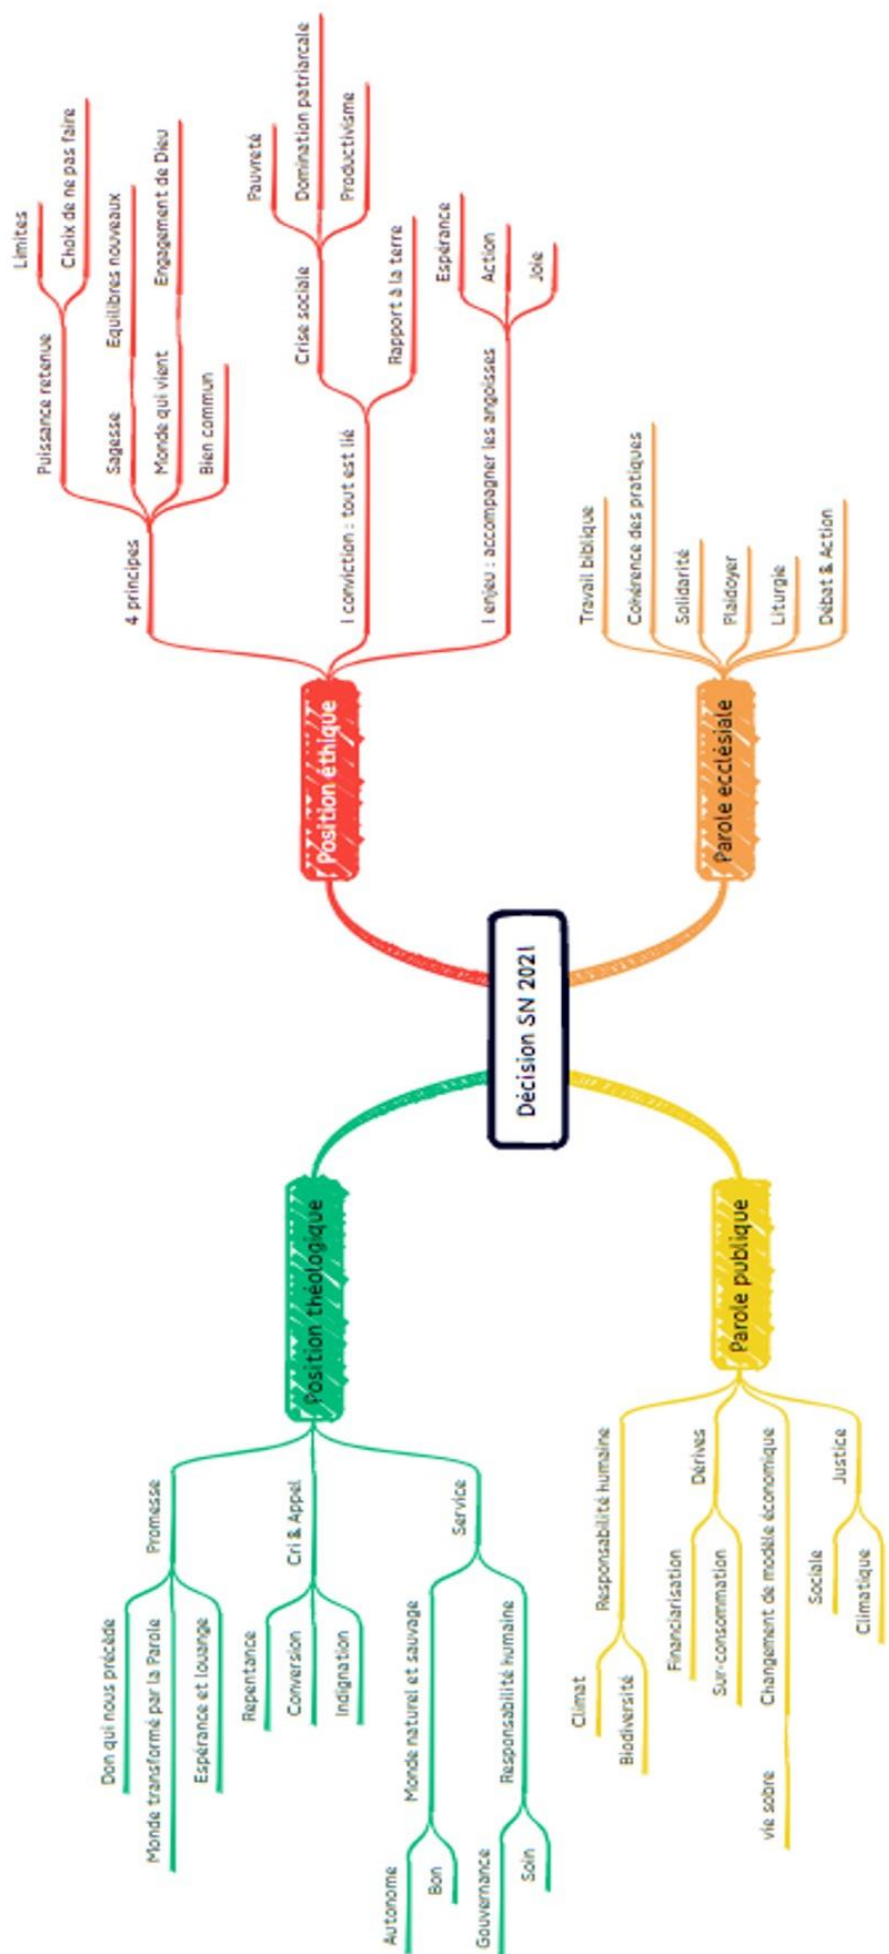 Décision SN 2021
Position théologique
Promesse
Don qui nous précède
Monde transformé par la Parole
Espérance et louange
Cri & Appel
Repentance
Conversion
Indignation
Service
Monde naturel et sauvage
Autonome
Bon
Responsabilité humaine
Gouvernance
Soin
Position éthique
4 principes
Puissance retenue
Limites
Choix de ne pas faire
Sagesse
Equilibres nouveaux
Monde qui vient
Engagement de Dieu
Bien commun
1 conviction : tout est lié
Crise sociale
Pauvreté
Domination patriarcale
Productivisme
Rapport à la terre
1 enjeu : accompagner les angoisses
Espérance
Action
Joie
Parole publique
Responsabilité humaine
Climat
Biodiversité
Dérives
Financiarisation
Sur-consommation
Changement de modèle économique
vie sobre
Justice
Sociale
Climatique
Parole ecclésiale
Travail biblique
Cohérence des pratiques
Solidarité
Plaidoyer
Liturgie
Débat & Action